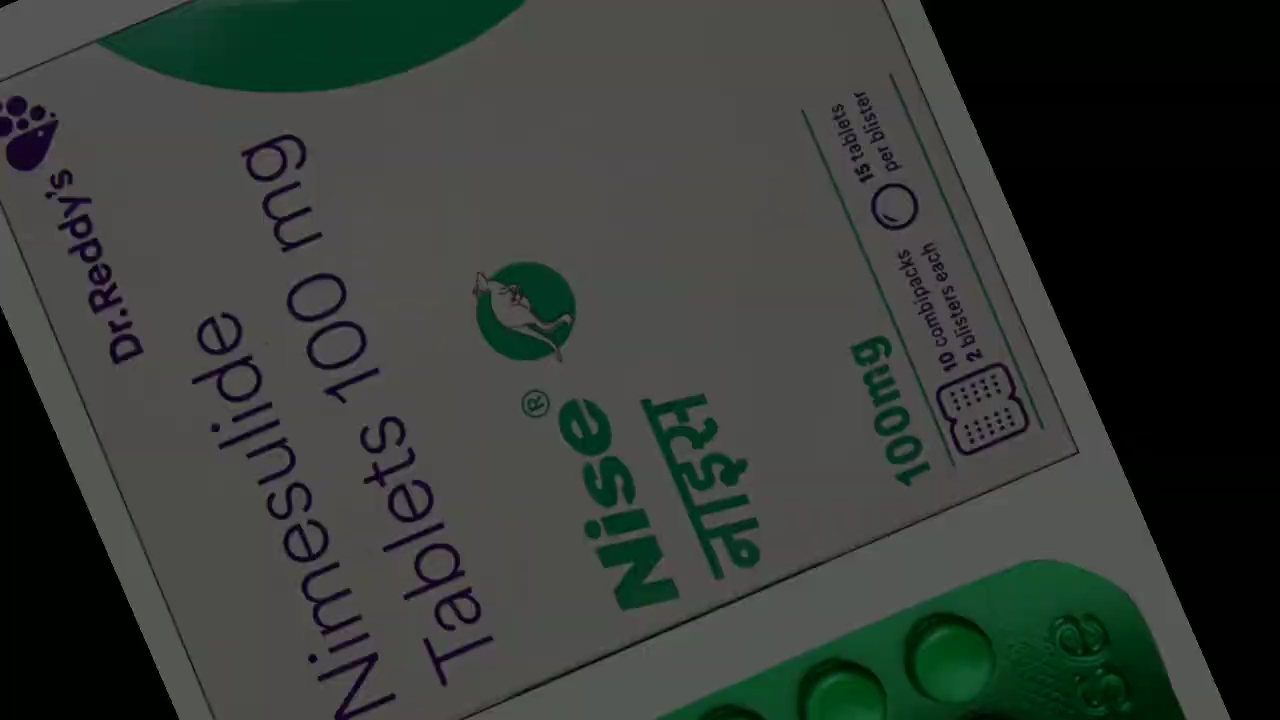 Dr.Reddy's
Nimesulide
Tablets 100 mg
Nise®
नाइस
100mg
10 combipacks
2 blisters each
15 tablets
per blister